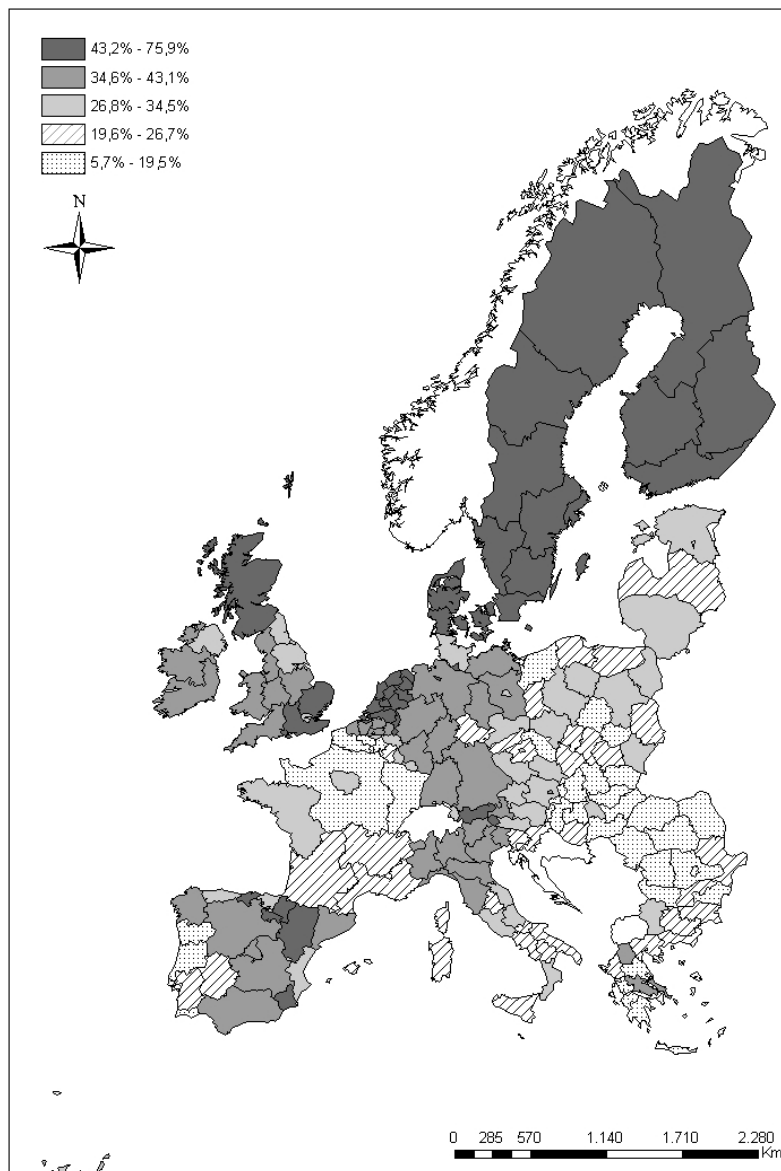 43,2% - 75,9%
34,6% - 43,1%
26,8% - 34,5%
19,6% - 26,7%
5,7% - 19,5%
N
0 285 570 1.140 1.710 2.280
Km